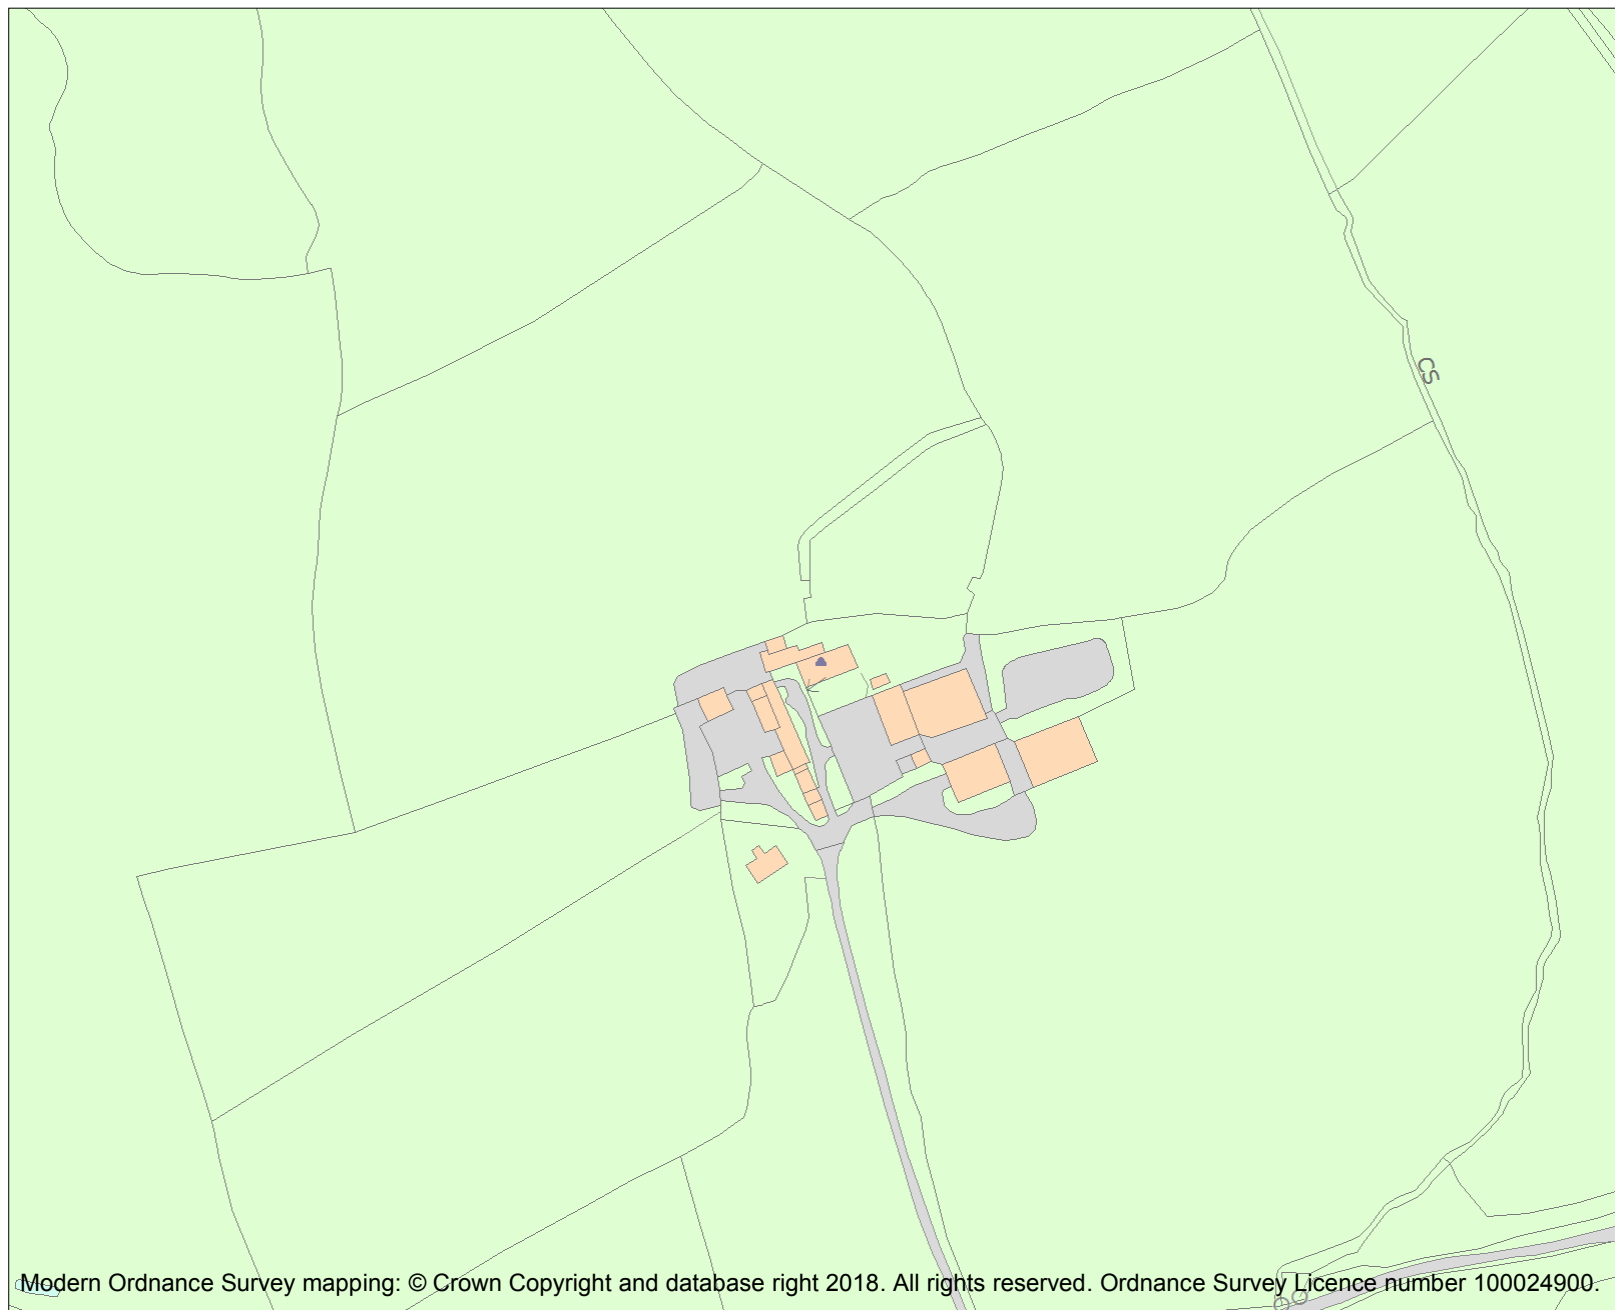 CS
Modern Ordnance Survey mapping: © Crown Copyright and database right 2018. All rights reserved. Ordnance Survey Licence number 100024900.